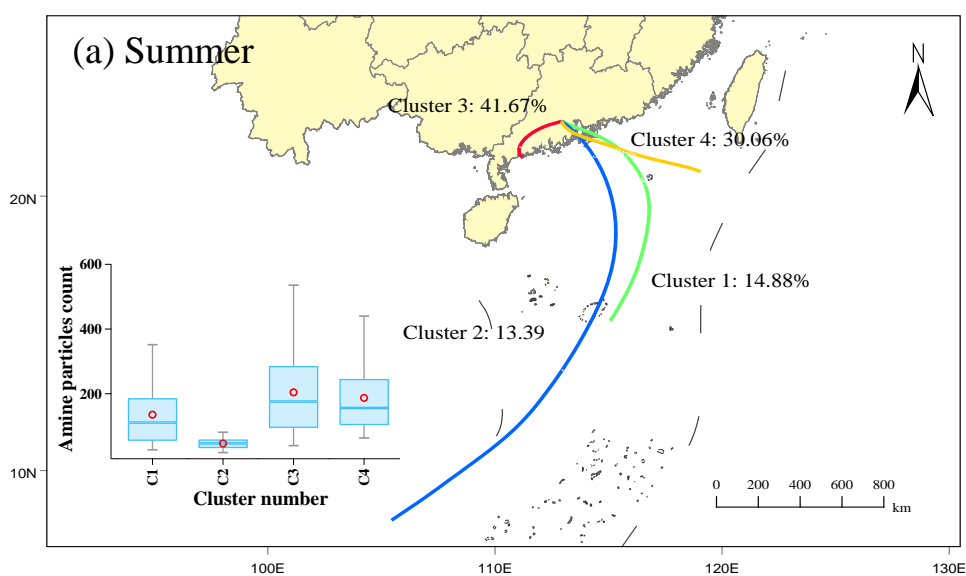 (a) Summer
N
Cluster 3: 41.67%
Cluster 4: 30.06%
20N
Cluster 1: 14.88%
Cluster 2: 13.39
600
400
200
Amine particles count
C1
C2
C3
C4
Cluster number
10N
0
200
400
600
800
km
100E
110E
120E
130E